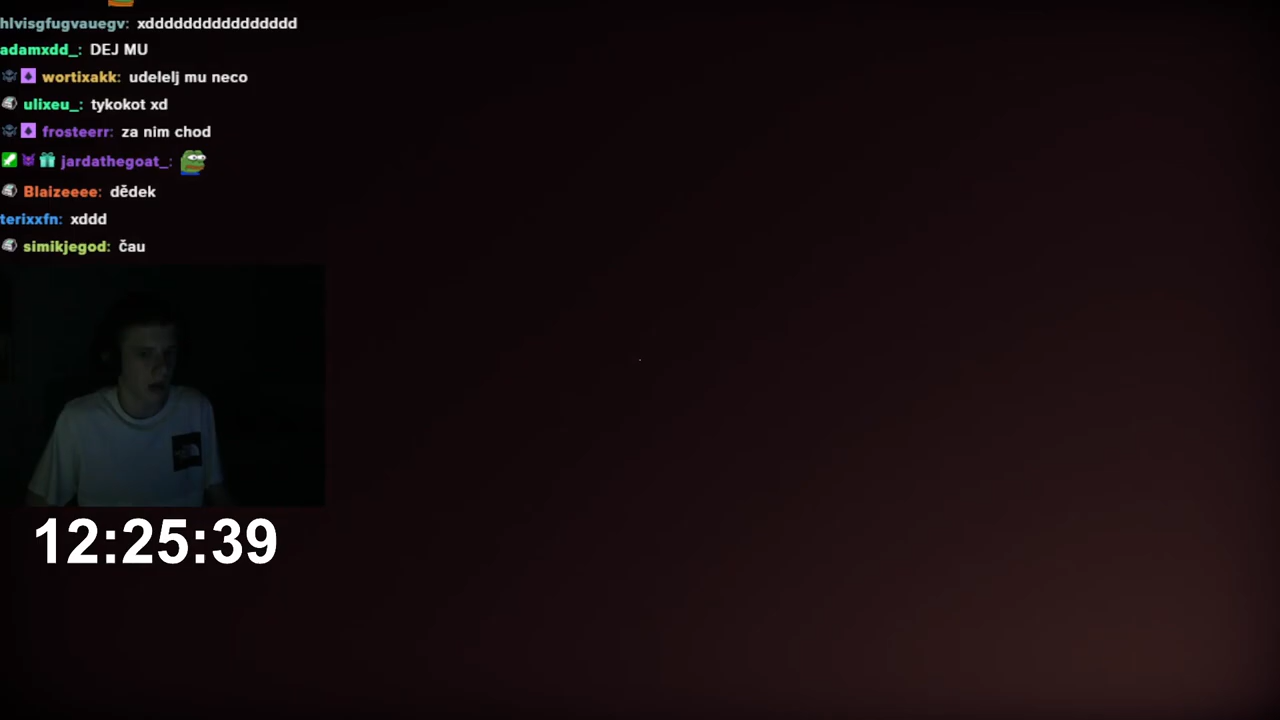 hlvisgfugvauegv: xdddddddddddddddd
adamxdd_: DEJ MU
wortixakk: udelelj mu neco
ulixeu_: tykokot xd
frosteerr: za nim chod
jardathegoat_:
Blaizeeee: dědek
terixxfn: xddd
simikjegod: čau
12:25:39